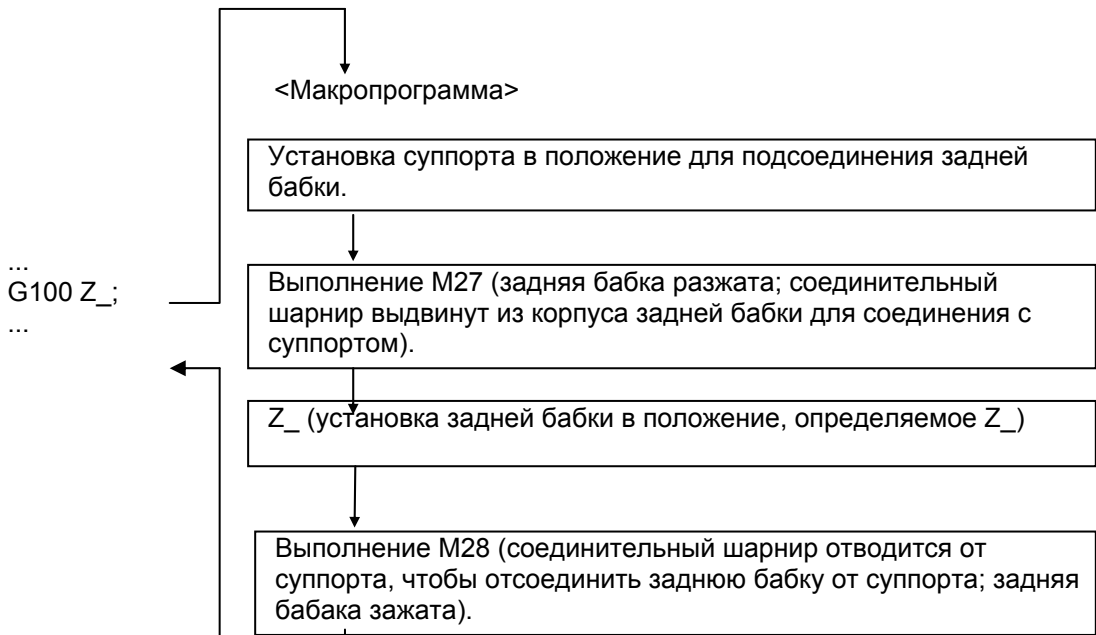 <Макропрограмма>
Установка суппорта в положение для подсоединения задней
бабки.
...
G100 Z_;
...
Выполнение M27 (задняя бабка разжата; соединительный
шарнир выдвинут из корпуса задней бабки для соединения с
суппортом).
Z_ (установка задней бабки в положение, определяемое Z_)
Выполнение M28 (соединительный шарнир отводится от
суппорта, чтобы отсоединить заднюю бабку от суппорта; задняя
бабака зажата).